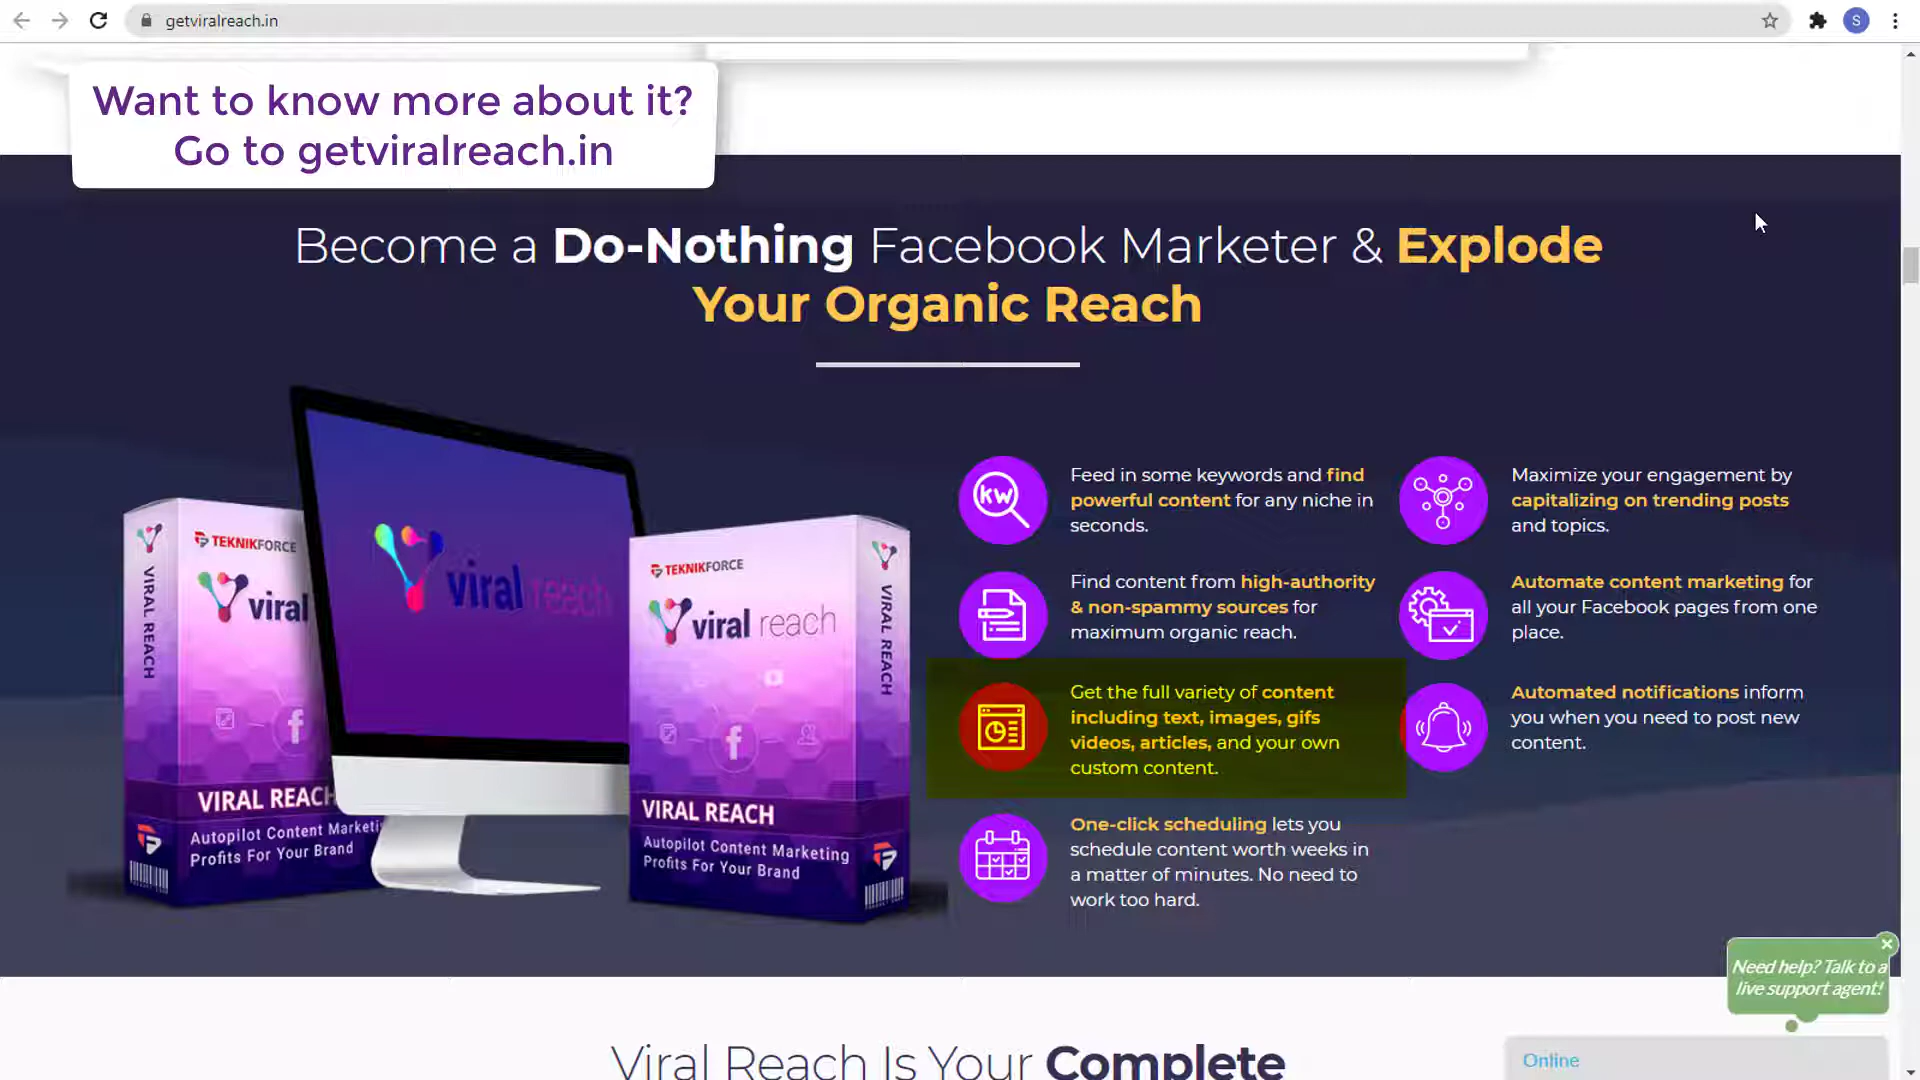 getviralreach.in
S
Want to know more about it?
Go to getviralreach.in
Become a Do-Nothing Facebook Marketer & Explode
Your Organic Reach
TEKNIKFORCE
viral
VIRAL REACH
VIRAL REACH
Autopilot Content Marketi
Profits For Your Brand
viral reach
TEKNIKFORCE
viral reach
VIRAL REACH
Autopilot Content Marketing
Profits For Your Brand
VIRAL REACH
KW
Feed in some keywords and find
powerful content for any niche in
seconds.
Find content from high-authority
& non-spammy sources for
maximum organic reach.
Get the full variety of content
including text, images, gifs
videos, articles, and your own
custom content.
One-click scheduling lets you
schedule content worth weeks in
a matter of minutes. No need to
work too hard.
Maximize your engagement by
capitalizing on trending posts
and topics.
Automate content marketing for
all your Facebook pages from one
place.
Automated notifications inform
you when you need to post new
content.
Need help? Talk to a
live support agent!
Viral Reach Is Your Complete
Online